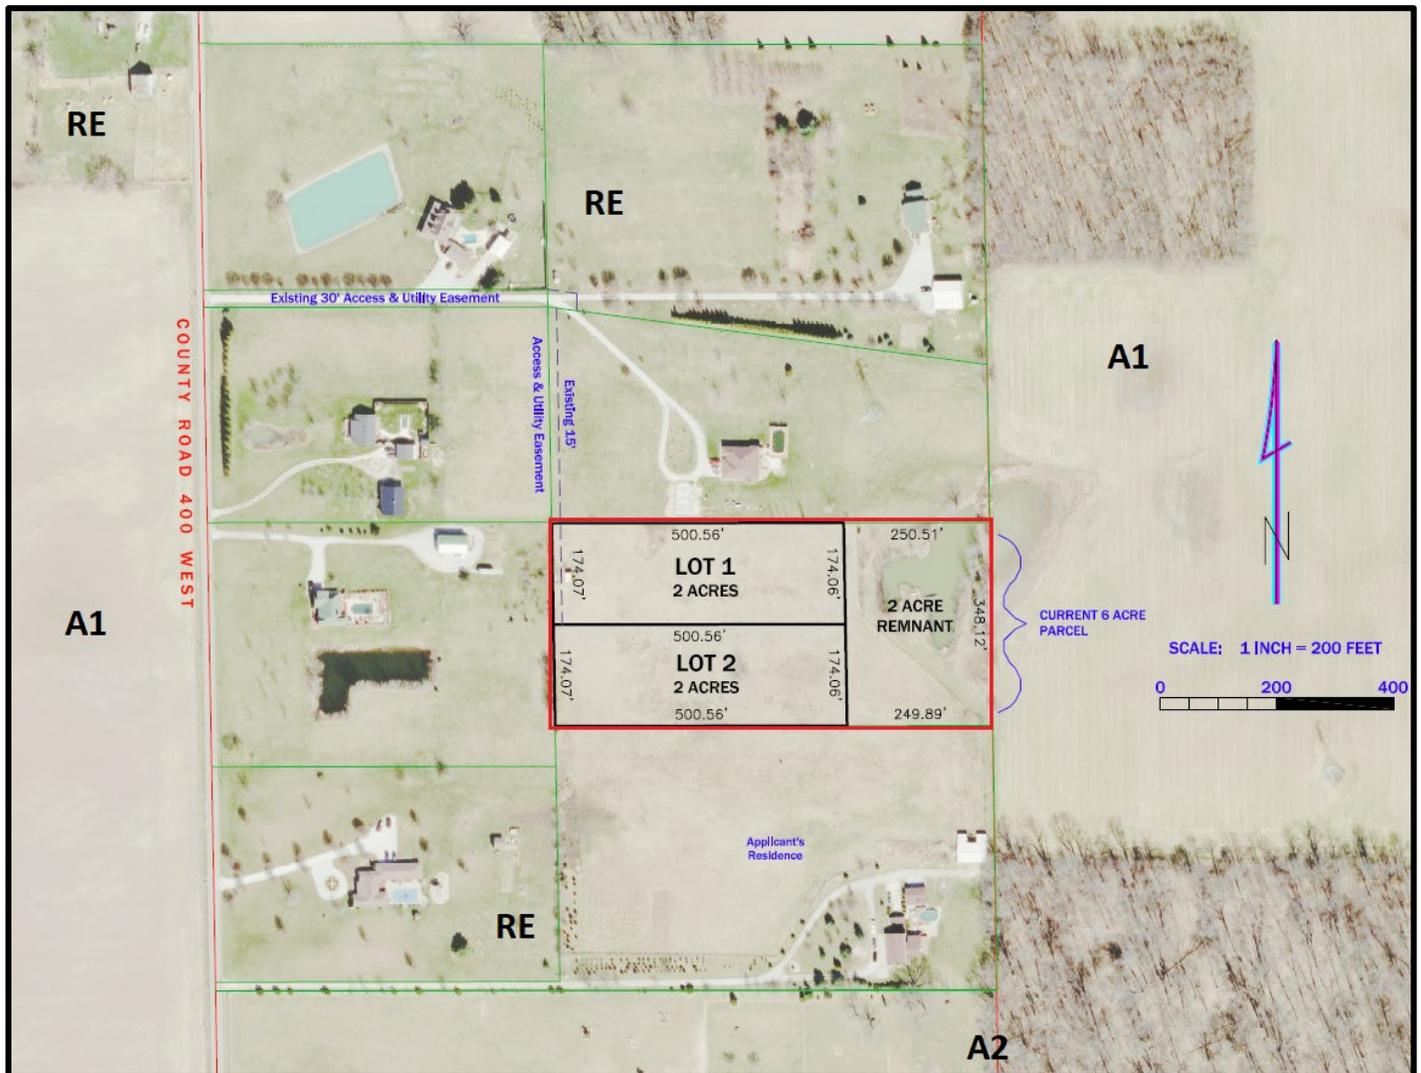 RE
RE
Existing 30' Access & Utility Easement
COUNTY ROAD 400 WEST
Access & Utility Easement
Existing 15'
A1
500.56'
250.51'
174.07'
LOT 1
2 ACRES
174.06'
2 ACRE
REMNANT
348.12'
CURRENT 6 ACRE
PARCEL
A1
500.56'
174.07'
LOT 2
2 ACRES
174.06'
500.56'
249.89'
N
SCALE: 1 INCH = 200 FEET
0 200 400
Applicant's
Residence
RE
A2